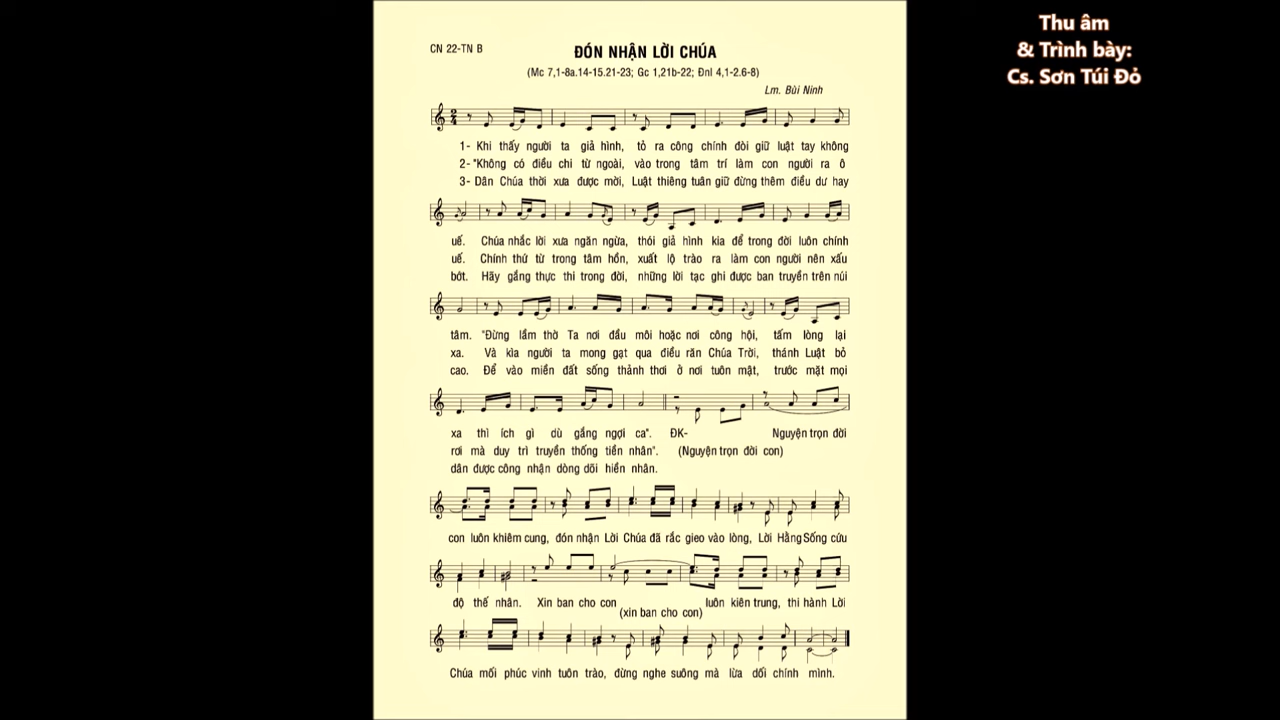 Thu âm
& Trình bày:
Cs. Sơn Túi Đỏ
CN 22-TN B
ĐÓN NHẬN LỜI CHÚA
(Mc 7,1-8a.14-15.21-23; Gc 1,21b-22; Đnl 4,1-2.6-8)
Lm. Bùi Ninh
1- Khi thấy người ta giả hình, tỏ ra công chính đòi giữ luật tay không
2- "Không có điều chi từ ngoài, vào trong tâm trí làm con người ra ô
3- Dân Chúa thời xưa được mời, Luật thiêng tuân giữ đừng thêm điều dư hay
uế. Chúa nhắc lời xưa ngăn ngừa, thói giả hình kia để trong đời luôn chính
uế. Chính thứ từ trong tâm hồn, xuất lộ trào ra làm con người nên xấu
bớt. Hãy gắng thực thi trong đời, những lời tạc ghi được ban truyền trên núi
tâm. "Đừng lầm thờ Ta nơi đầu môi hoặc nơi công hội, tấm lòng lại
xa. Và kìa người ta mong gạt qua điều răn Chúa Trời, thánh Luật bỏ
cao. Để vào miền đất sống thảnh thơi ở nơi tuôn mật, trước mặt mọi
xa thì ích gì dù gắng ngợi ca". ĐK- Nguyện trọn đời
rơi mà duy trì truyền thống tiền nhân". (Nguyện trọn đời con)
dân được công nhận dòng dõi hiền nhân.
con luôn khiêm cung, đón nhận Lời Chúa đã rắc gieo vào lòng, Lời Hằng Sống cứu
độ thế nhân. Xin ban cho con luôn kiên trung, thi hành Lời
(xin ban cho con)
Chúa mối phúc vinh tuôn trào, đừng nghe suông mà lừa dối chính mình.